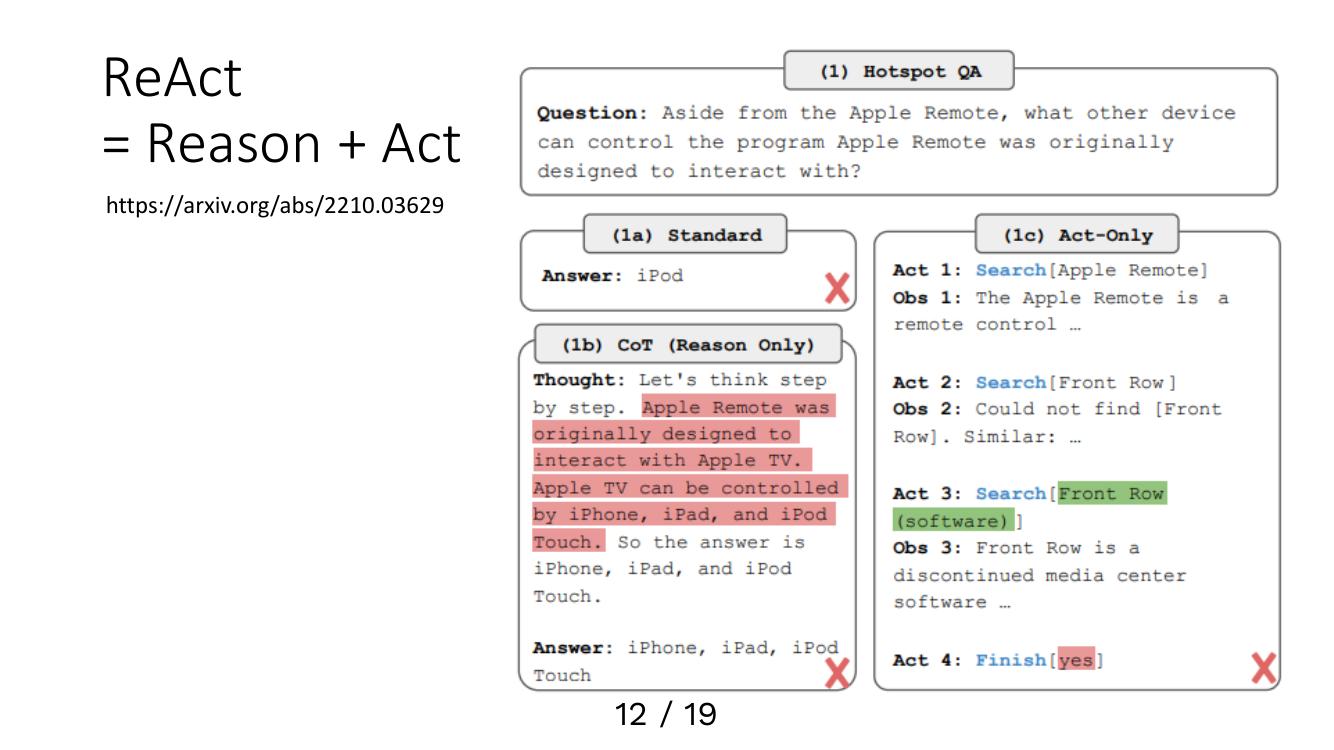 ReAct
= Reason + Act
https://arxiv.org/abs/2210.03629
(1) Hotspot QA
Question: Aside from the Apple Remote, what other device
can control the program Apple Remote was originally
designed to interact with?
(1a) Standard
Answer: iPod
(1b) CoT (Reason Only)
Thought: Let's think step
by step. Apple Remote was
originally designed to
interact with Apple TV.
Apple TV can be controlled
by iPhone, iPad, and iPod
Touch. So the answer is
iPhone, iPad, and iPod
Touch.
Answer: iPhone, iPad, iPod
Touch
(1c) Act-Only
Act 1: Search[Apple Remote]
Obs 1: The Apple Remote is a
remote control …
Act 2: Search[Front Row]
Obs 2: Could not find [Front
Row]. Similar: …
Act 3: Search[Front Row
(software)]
Obs 3: Front Row is a
discontinued media center
software …
Act 4: Finish[yes]
12 / 19